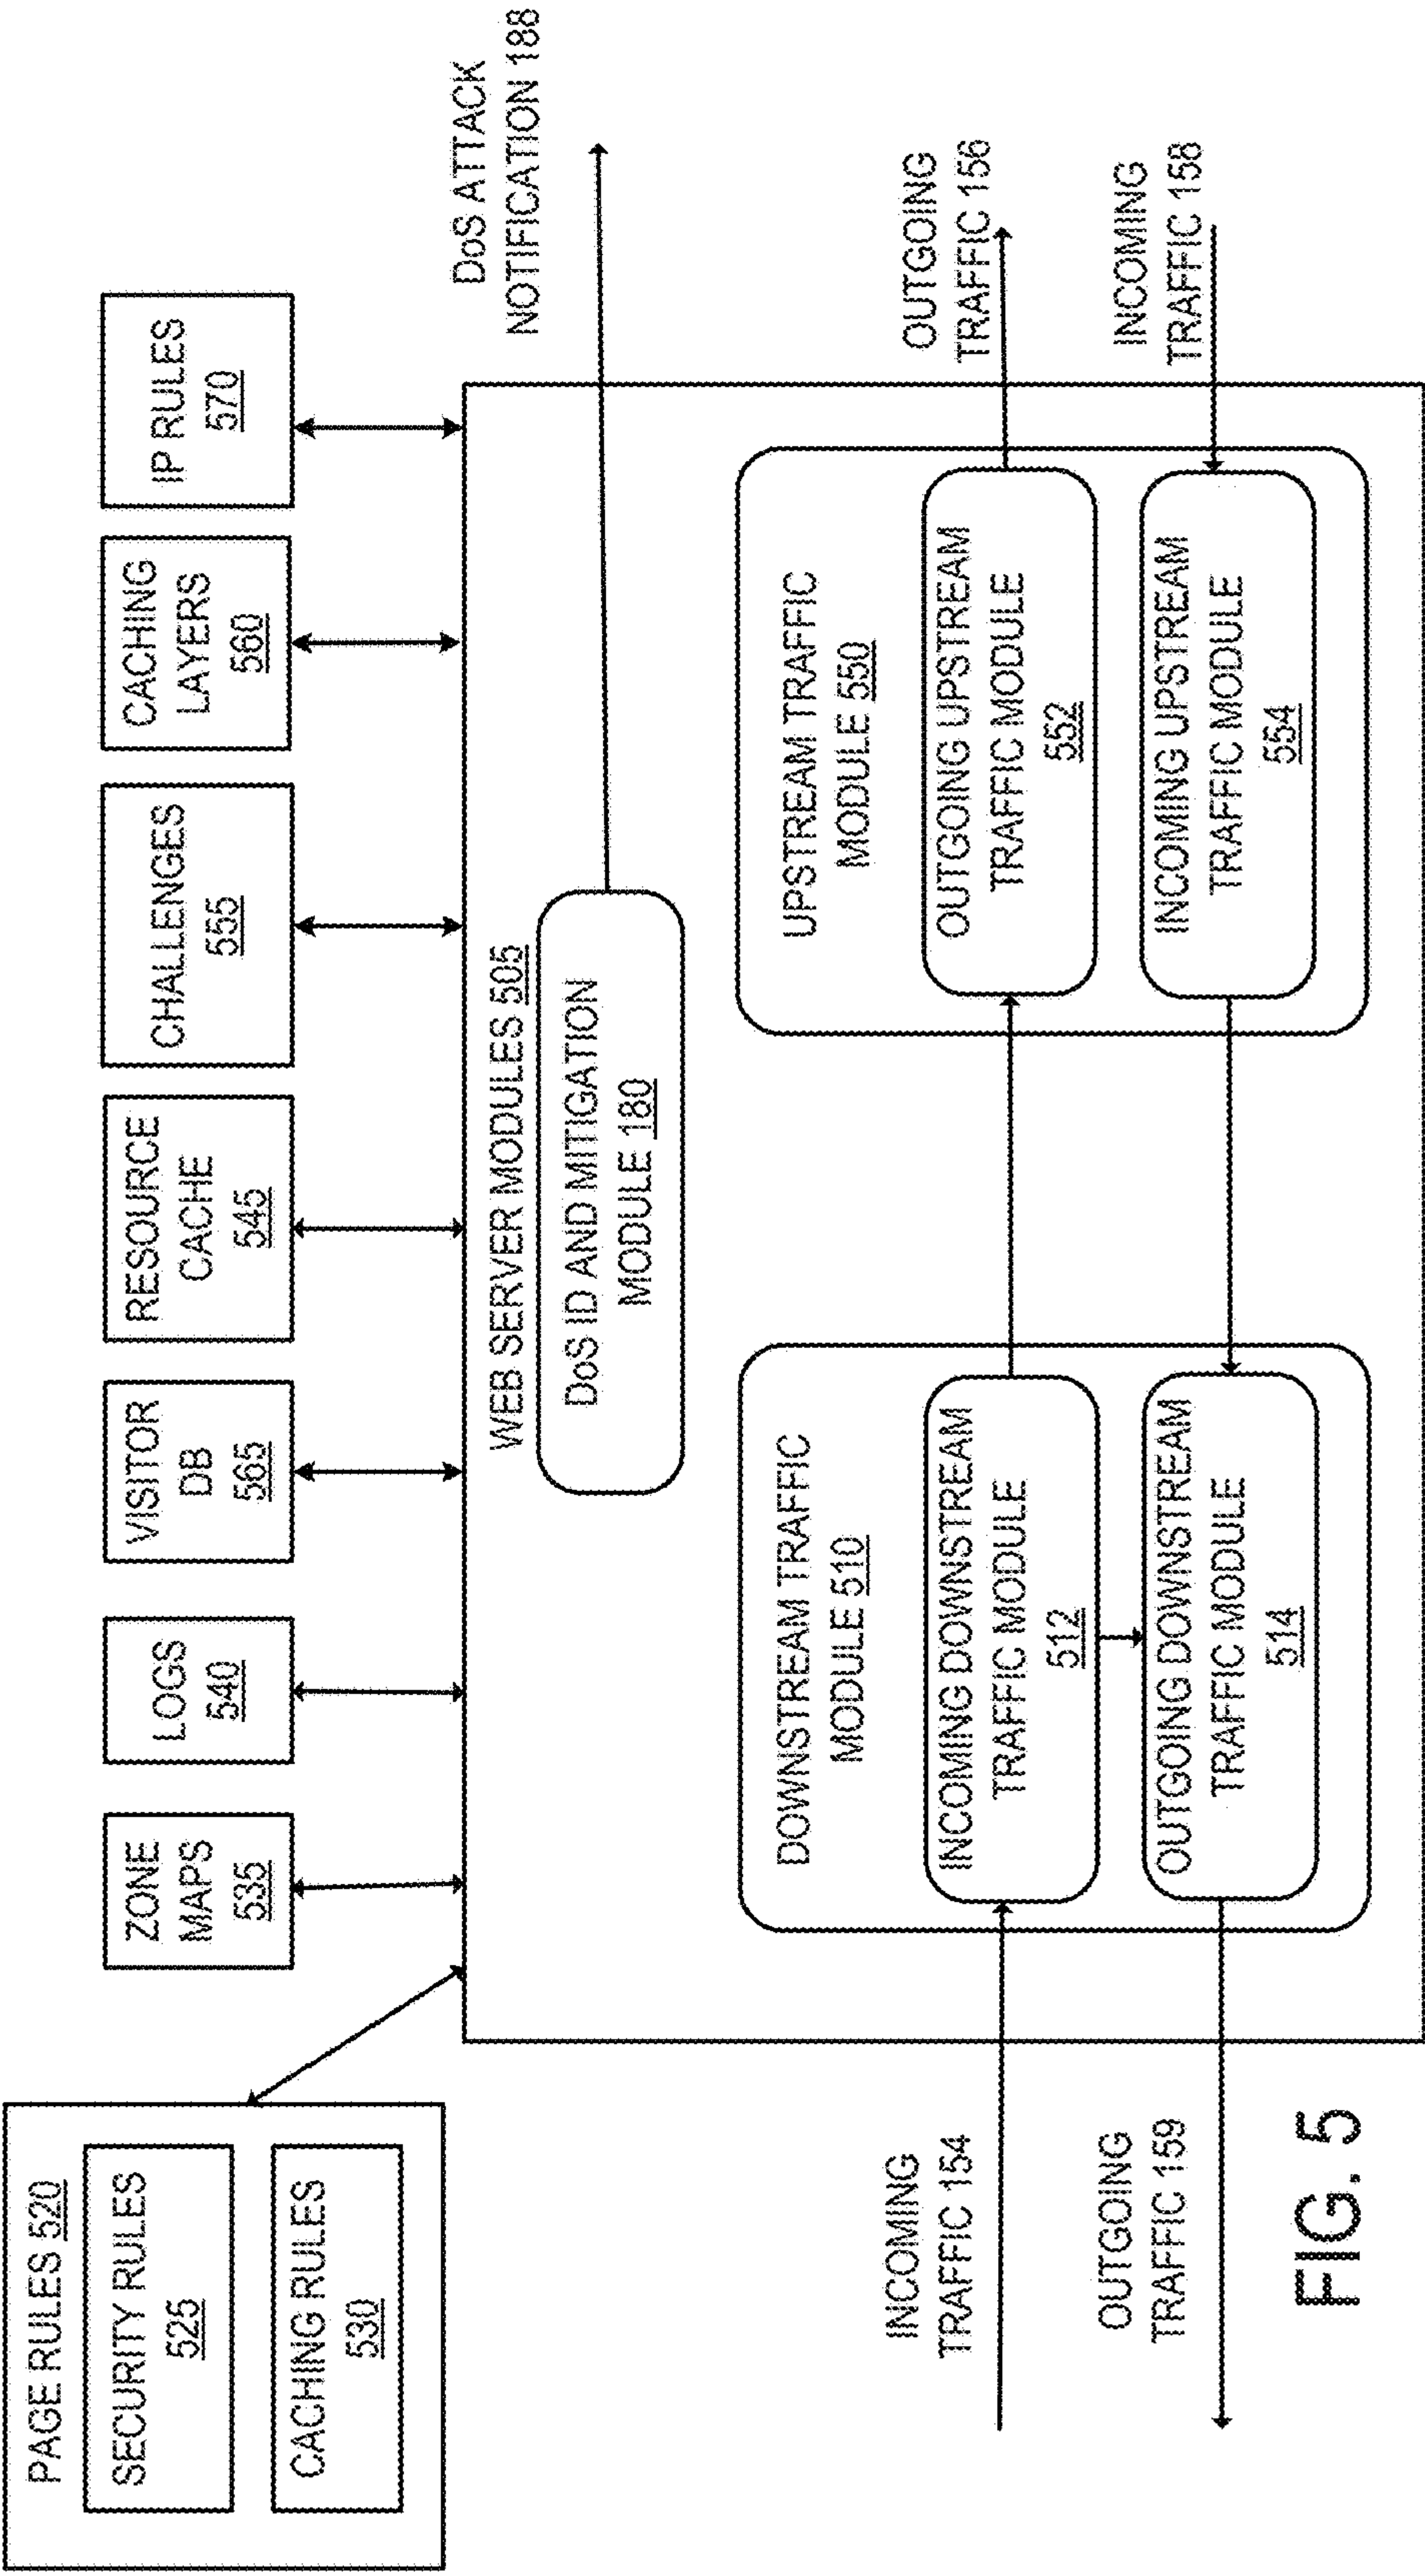 PAGE RULES 520
SECURITY RULES
525
CACHING RULES
530
ZONE
MAPS
535
LOGS
540
VISITOR
DB
565
RESOURCE
CACHE
545
CHALLENGES
555
CACHING
LAYERS
560
IP RULES
570
WEB SERVER MODULES 505
DoS ID AND MITIGATION
MODULE 180
DoS ATTACK
NOTIFICATION 188
DOWNSTREAM TRAFFIC
MODULE 510
INCOMING DOWNSTREAM
TRAFFIC MODULE
512
OUTGOING DOWNSTREAM
TRAFFIC MODULE
514
UPSTREAM TRAFFIC
MODULE 550
OUTGOING UPSTREAM
TRAFFIC MODULE
552
INCOMING UPSTREAM
TRAFFIC MODULE
554
INCOMING
TRAFFIC 154
OUTGOING
TRAFFIC 159
OUTGOING
TRAFFIC 156
INCOMING
TRAFFIC 158
FIG. 5